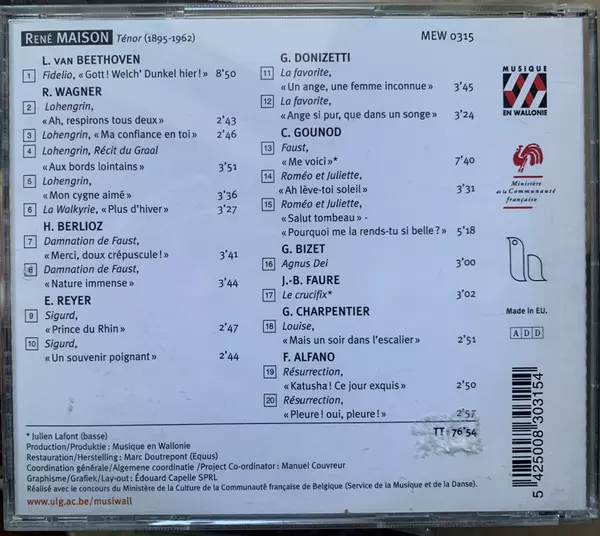 RENÉ MAISON Ténor (1895-1962)
MEW 0315
L. VAN BEETHOVEN
1 Fidelio, « Gott ! Welch' Dunkel hier ! » 8'50
R. WAGNER
2 Lohengrin,
« Ah, respirons tous deux » 2'43
3 Lohengrin, « Ma confiance en toi » 2'46
4 Lohengrin, Récit du Graal
« Aux bords lointains » 3'51
5 Lohengrin,
« Mon cygne aimé » 3'36
6 La Walkyrie, « Plus d'hiver » 3'27
H. BERLIOZ
7 Damnation de Faust,
« Merci, doux crépuscule ! » 3'41
8 Damnation de Faust,
« Nature immense » 3'44
E. REYER
9 Sigurd,
« Prince du Rhin » 2'47
10 Sigurd,
« Un souvenir poignant » 2'44
G. DONIZETTI
11 La favorite,
« Un ange, une femme inconnue » 3'45
12 La favorite,
« Ange si pur, que dans un songe » 3'24
C. GOUNOD
13 Faust,
« Me voici »* 7'40
14 Roméo et Juliette,
« Ah lève-toi soleil » 3'31
15 Roméo et Juliette,
« Salut tombeau » -
« Pourquoi me la rends-tu si belle ? » 5'18
G. BIZET
16 Agnus Dei 3'00
J.-B. FAURE
17 Le crucifix* 3'02
G. CHARPENTIER
18 Louise,
« Mais un soir dans l'escalier » 2'51
F. ALFANO
19 Résurrection,
« Katusha ! Ce jour exquis » 2'50
20 Résurrection,
« Pleure ! oui, pleure ! » 2'57
TT : 76'54
MUSIQUE
EN WALLONIE
Ministère
de la Communauté
française
Made in EU.
A D D
5 425008 303154
* Julien Lafont (basse)
Production/Produktie : Musique en Wallonie
Restauration/Herstelling : Marc Doutrepont (Equus)
Coordination générale/Algemene coordinatie /Project Co-ordinator : Manuel Couvreur
Graphisme/Grafiek/Lay-out : Édouard Capelle SPRL
Réalisé avec le concours du Ministère de la Culture de la Communauté française de Belgique (Service de la Musique et de la Danse).
www.ulg.ac.be/musiwall